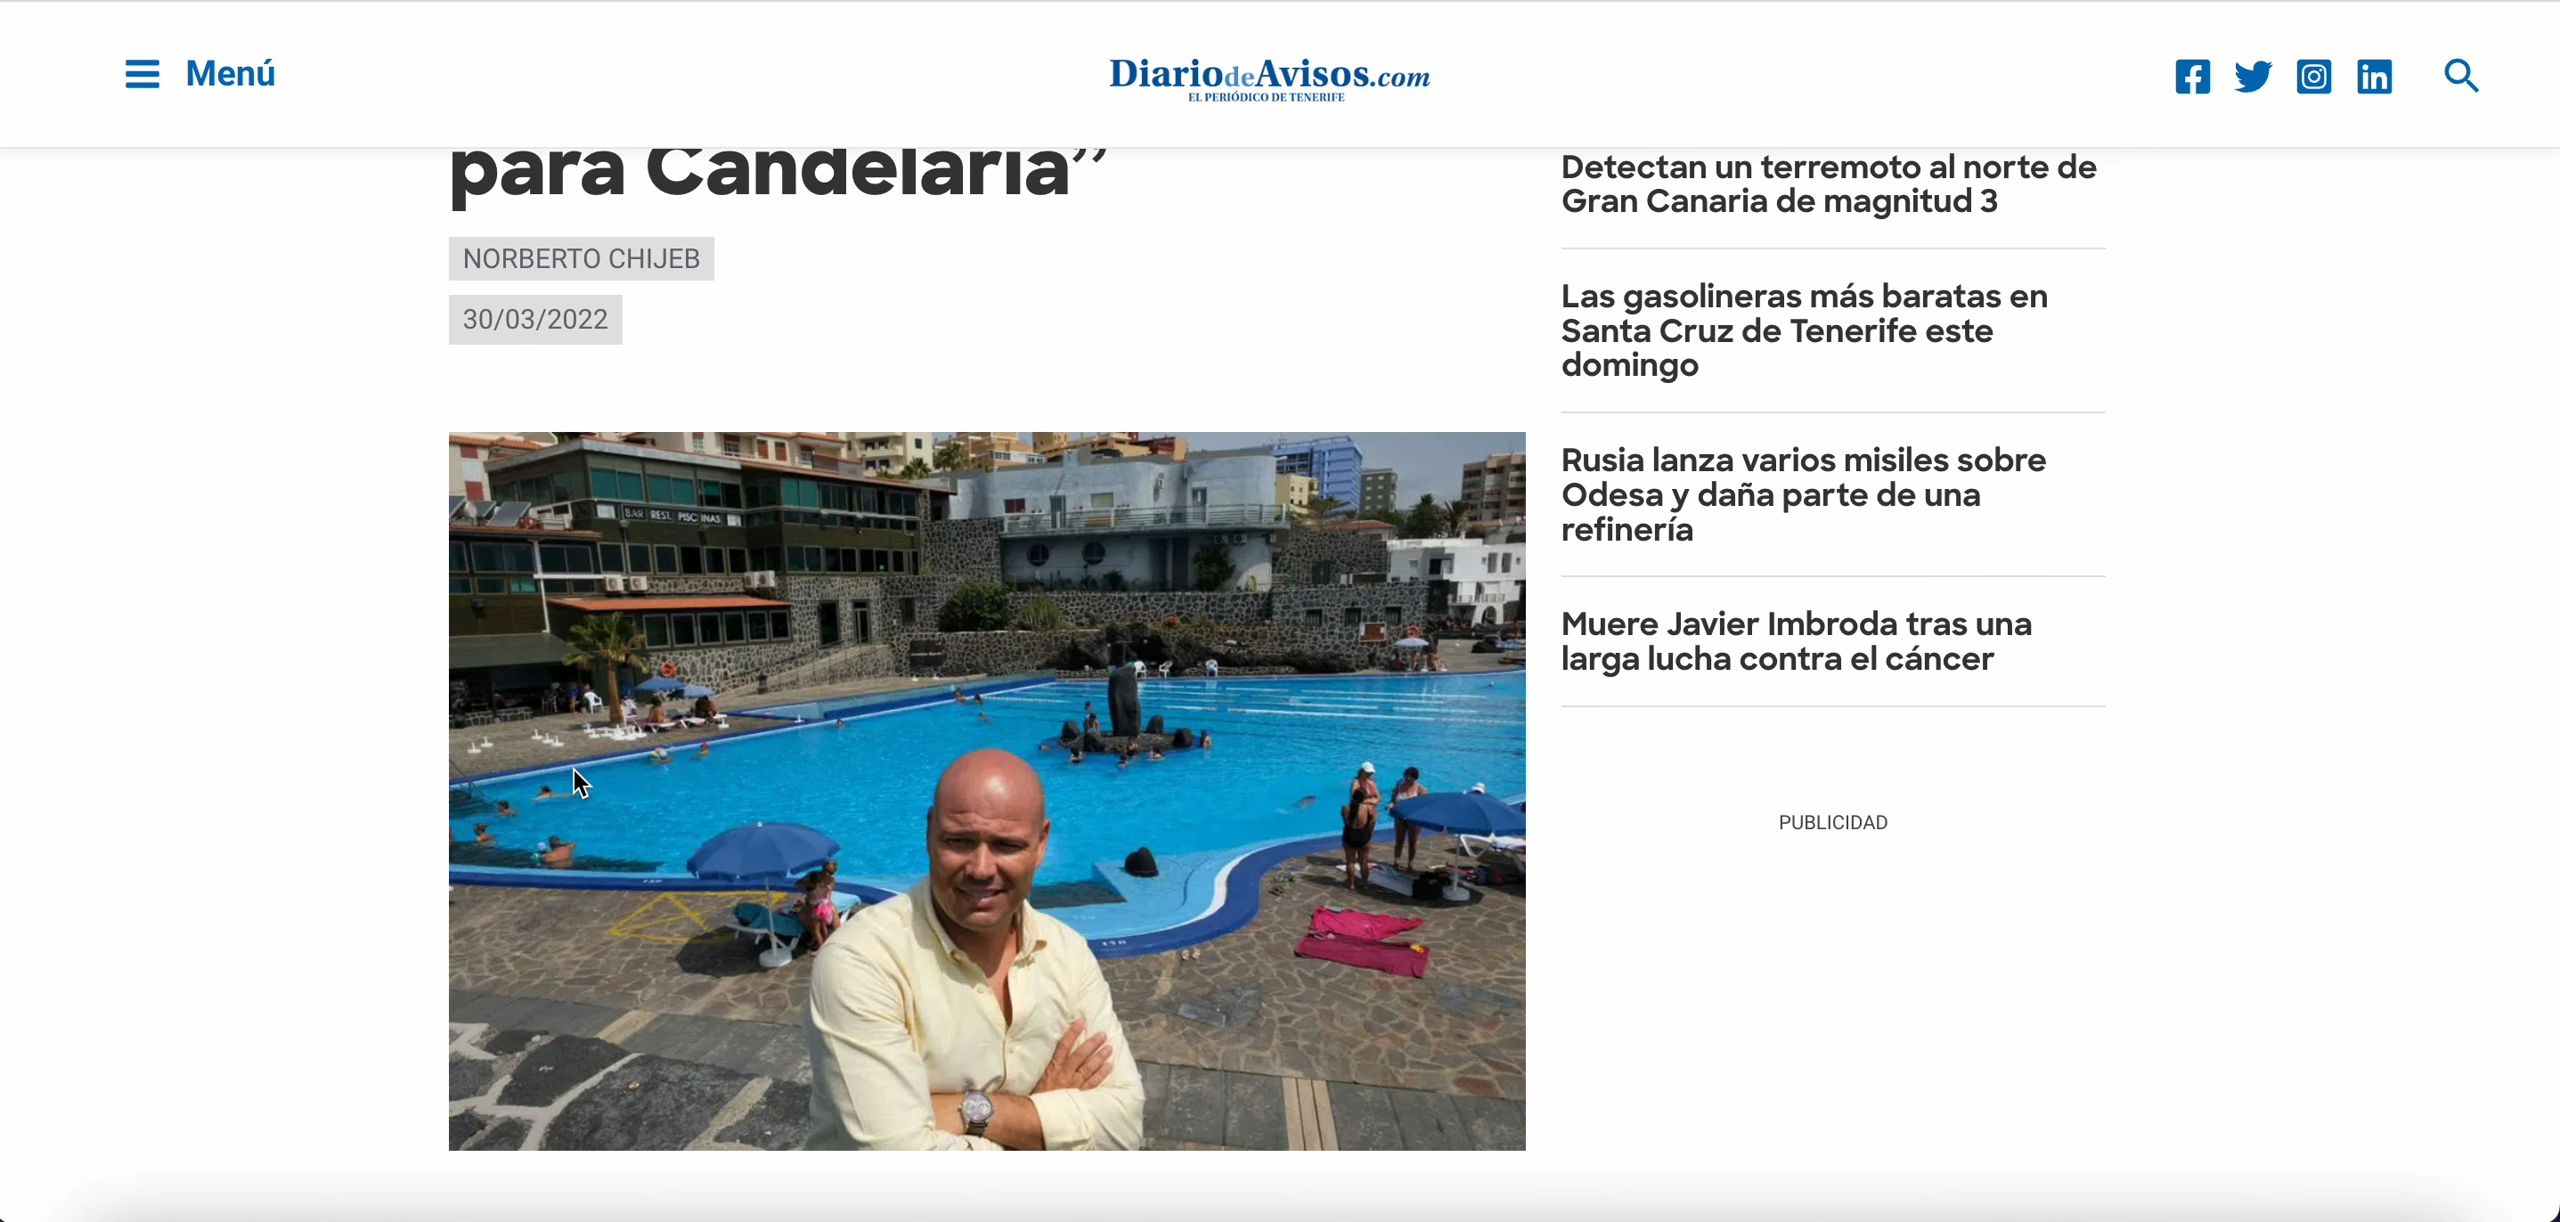 Menú
DiariodeAvisos.com
EL PERIÓDICO DE TENERIFE
para Candelaria”
NORBERTO CHIJEB
30/03/2022
BAR REST. PISCINAS
Detectan un terremoto al norte de
Gran Canaria de magnitud 3
Las gasolineras más baratas en
Santa Cruz de Tenerife este
domingo
Rusia lanza varios misiles sobre
Odesa y daña parte de una
refinería
Muere Javier Imbroda tras una
larga lucha contra el cáncer
PUBLICIDAD